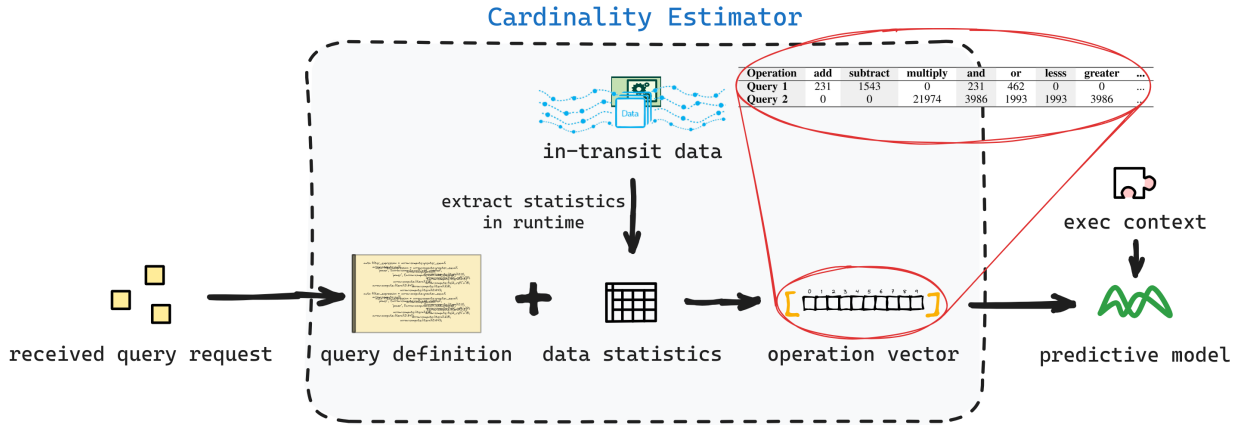 Cardinality Estimator
Operation add subtract multiply and or lesss greater ...
Query 1 231 1543 0 231 462 0 0 ...
Query 2 0 0 21974 3986 1993 1993 3986 ...
Data
in-transit data
extract statistics
in runtime
exec context
0 1 2 3 4 5 6 7 8 9
received query request
query definition
data statistics
operation vector
predictive model